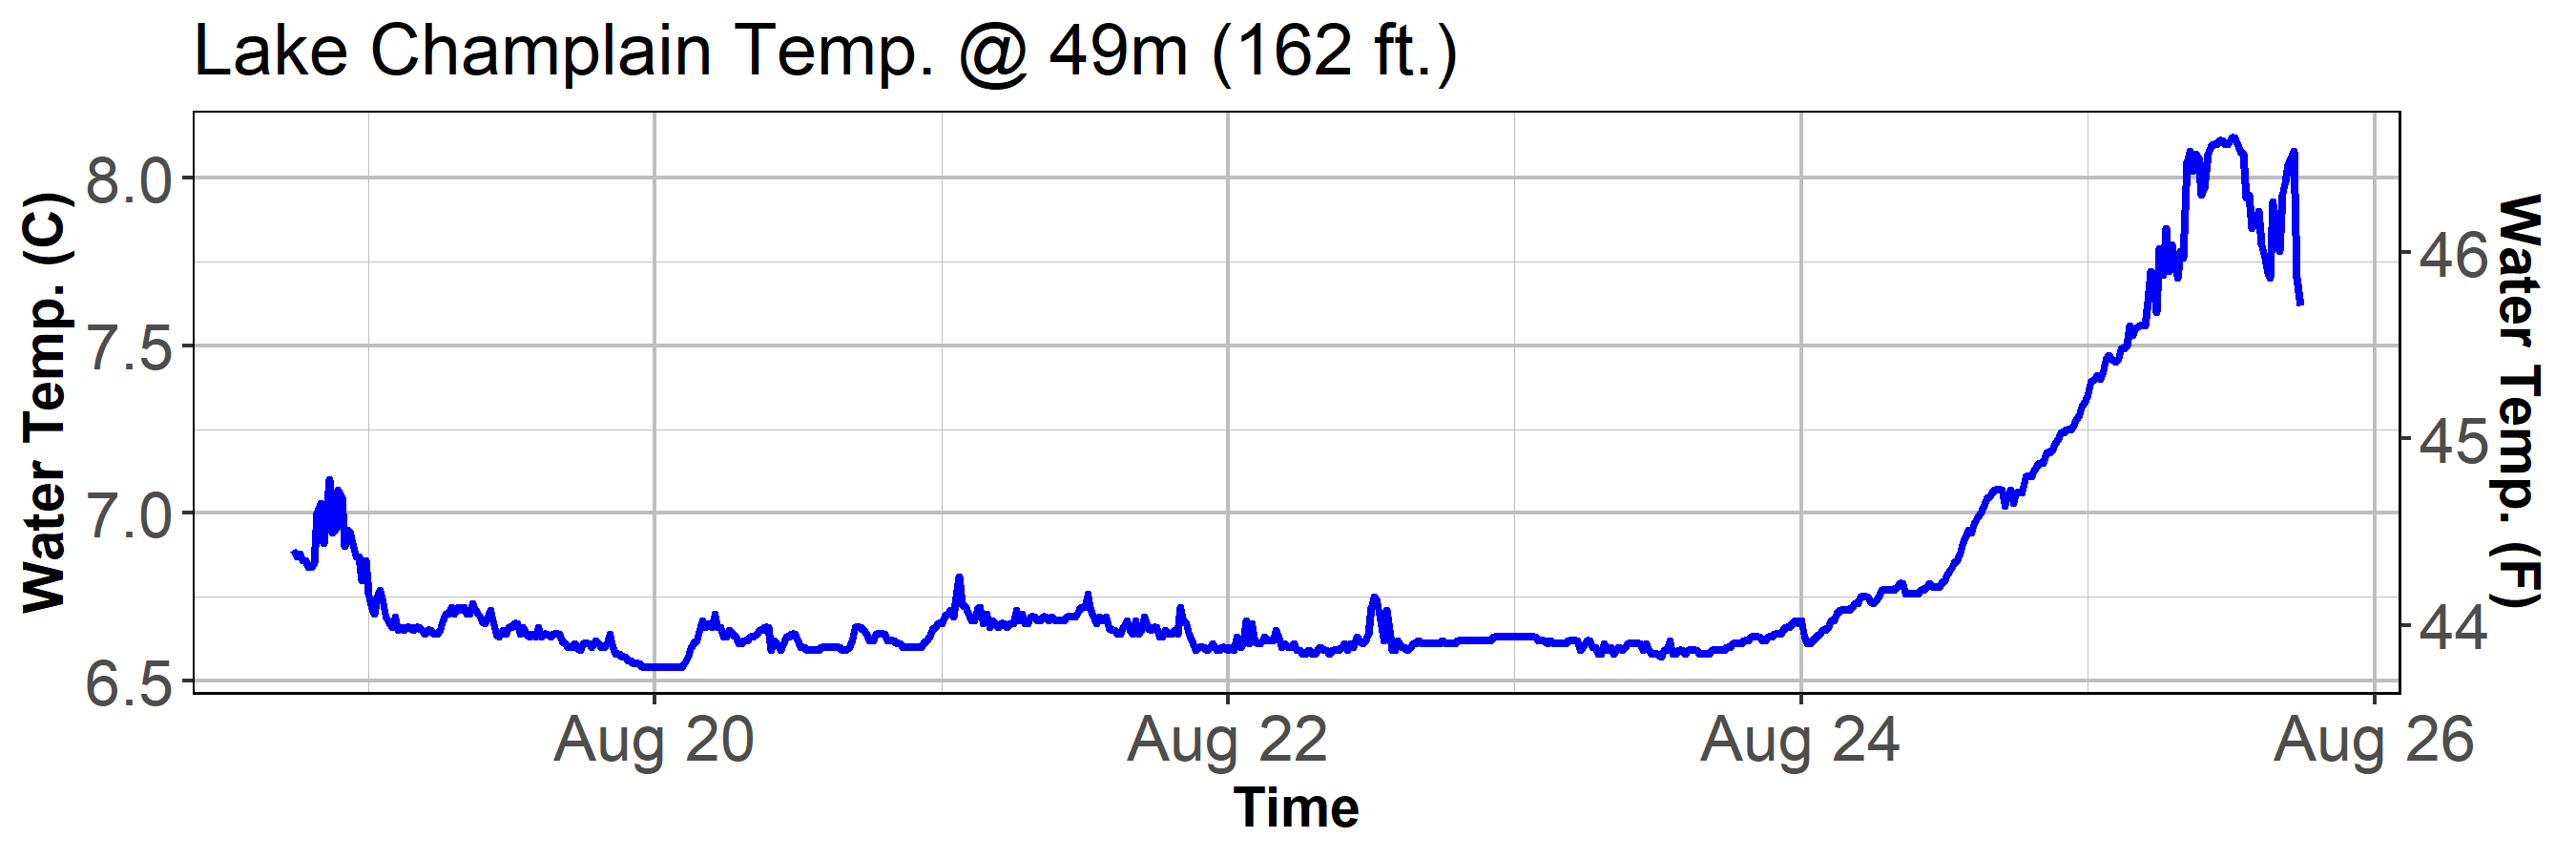 Lake Champlain Temp. @ 49m (162 ft.)
Water Temp. (C)
8.0
7.5
7.0
6.5
46
45
44
Water Temp. (F)
Aug 20 Aug 22 Aug 24 Aug 26
Time